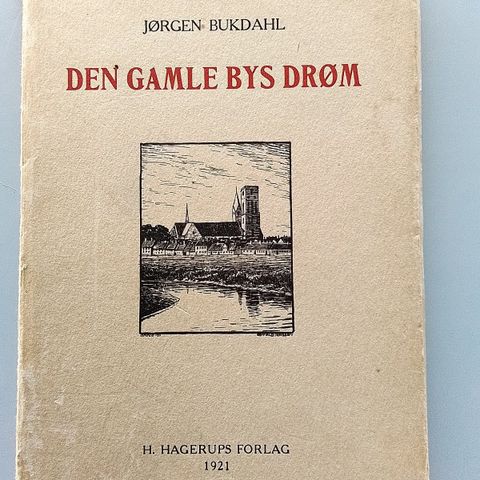 JØRGEN BUKDAHL
DEN GAMLE BYS DRØM
H. HAGERUPS FORLAG
1921